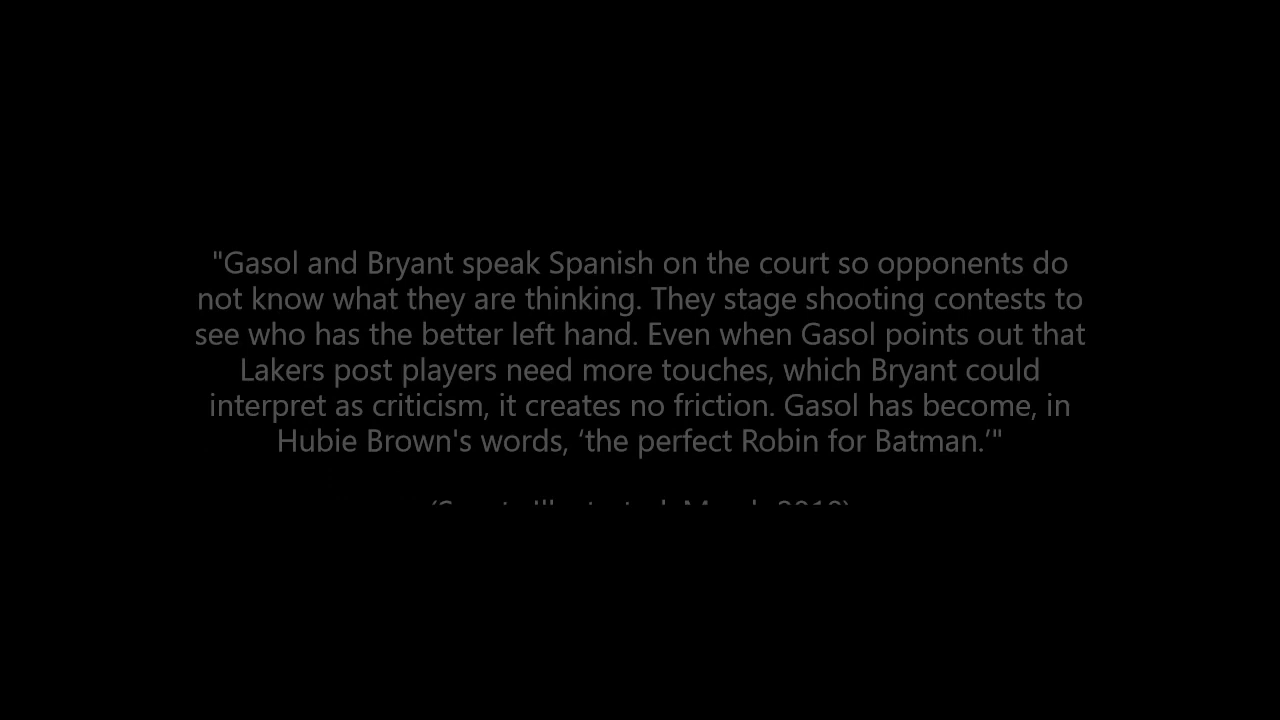 "Gasol and Bryant speak Spanish on the court so opponents do
not know what they are thinking. They stage shooting contests to
see who has the better left hand. Even when Gasol points out that
Lakers post players need more touches, which Bryant could
interpret as criticism, it creates no friction. Gasol has become, in
Hubie Brown's words, ‘the perfect Robin for Batman.’"